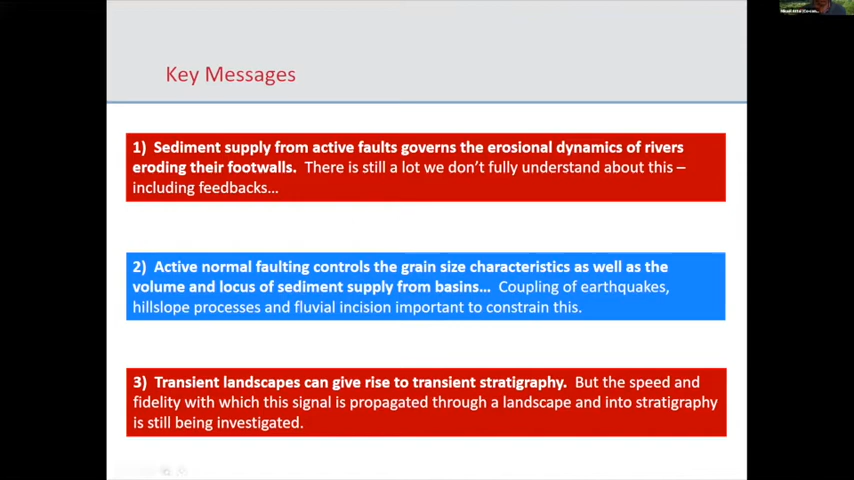 Key Messages
1) Sediment supply from active faults governs the erosional dynamics of rivers
eroding their footwalls. There is still a lot we don't fully understand about this –
including feedbacks...
2) Active normal faulting controls the grain size characteristics as well as the
volume and locus of sediment supply from basins... Coupling of earthquakes,
hillslope processes and fluvial incision important to constrain this.
3) Transient landscapes can give rise to transient stratigraphy. But the speed and
fidelity with which this signal is propagated through a landscape and into stratigraphy
is still being investigated.